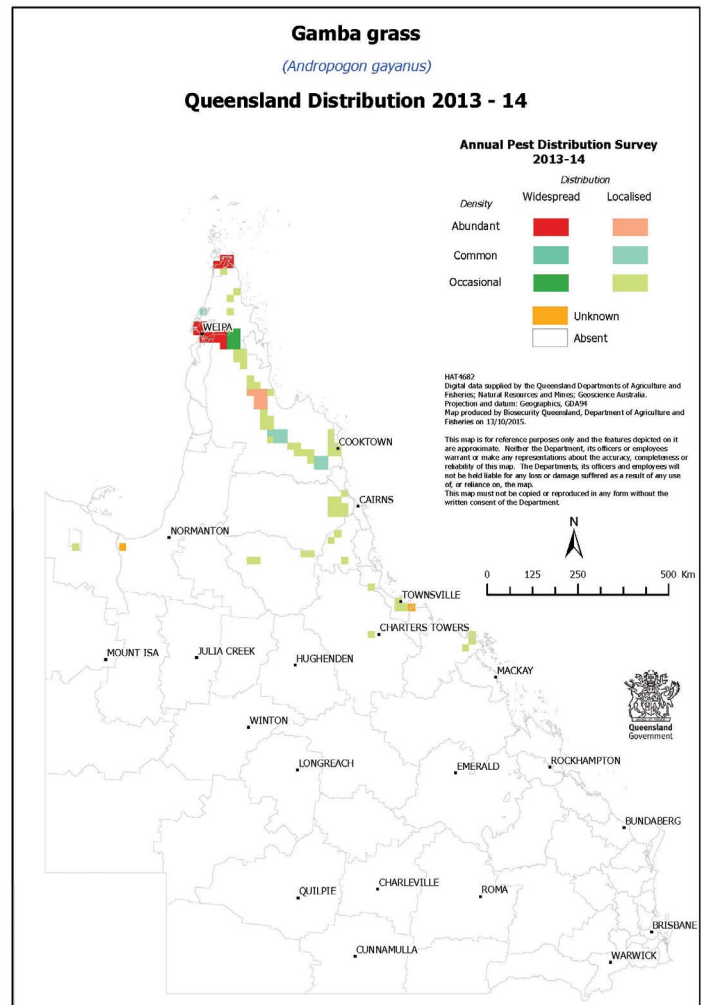 Gamba grass
(Andropogon gayanus)
Queensland Distribution 2013 - 14
Annual Pest Distribution Survey
2013-14
Distribution
Density Widespread Localised
Abundant
Common
Occasional
Unknown
Absent
HAT4682
Digital data supplied by the Queensland Departments of Agriculture and
Fisheries; Natural Resources and Mines; Geoscience Australia.
Projection and datum: Geographics, GDA94
Map produced by Biosecurity Queensland, Department of Agriculture and
Fisheries on 13/10/2015.
This map is for reference purposes only and the features depicted on it
are approximate. Neither the Department, its officers or employees
warrant or make any representations about the accuracy, completeness or
reliability of this map. The Departments, its officers and employees will
not be held liable for any loss or damage suffered as a result of any use
of, or reliance on, the map.
This map must not be copied or reproduced in any form without the
written consent of the Department.
N
0 125 250 500 Km
WEIPA
COOKTOWN
CAIRNS
NORMANTON
TOWNSVILLE
CHARTERS TOWERS
MOUNT ISA
JULIA CREEK
HUGHENDEN
MACKAY
Queensland
Government
WINTON
LONGREACH
EMERALD
ROCKHAMPTON
BUNDABERG
QUILPIE
CHARLEVILLE
ROMA
BRISBANE
CUNNAMULLA
WARWICK